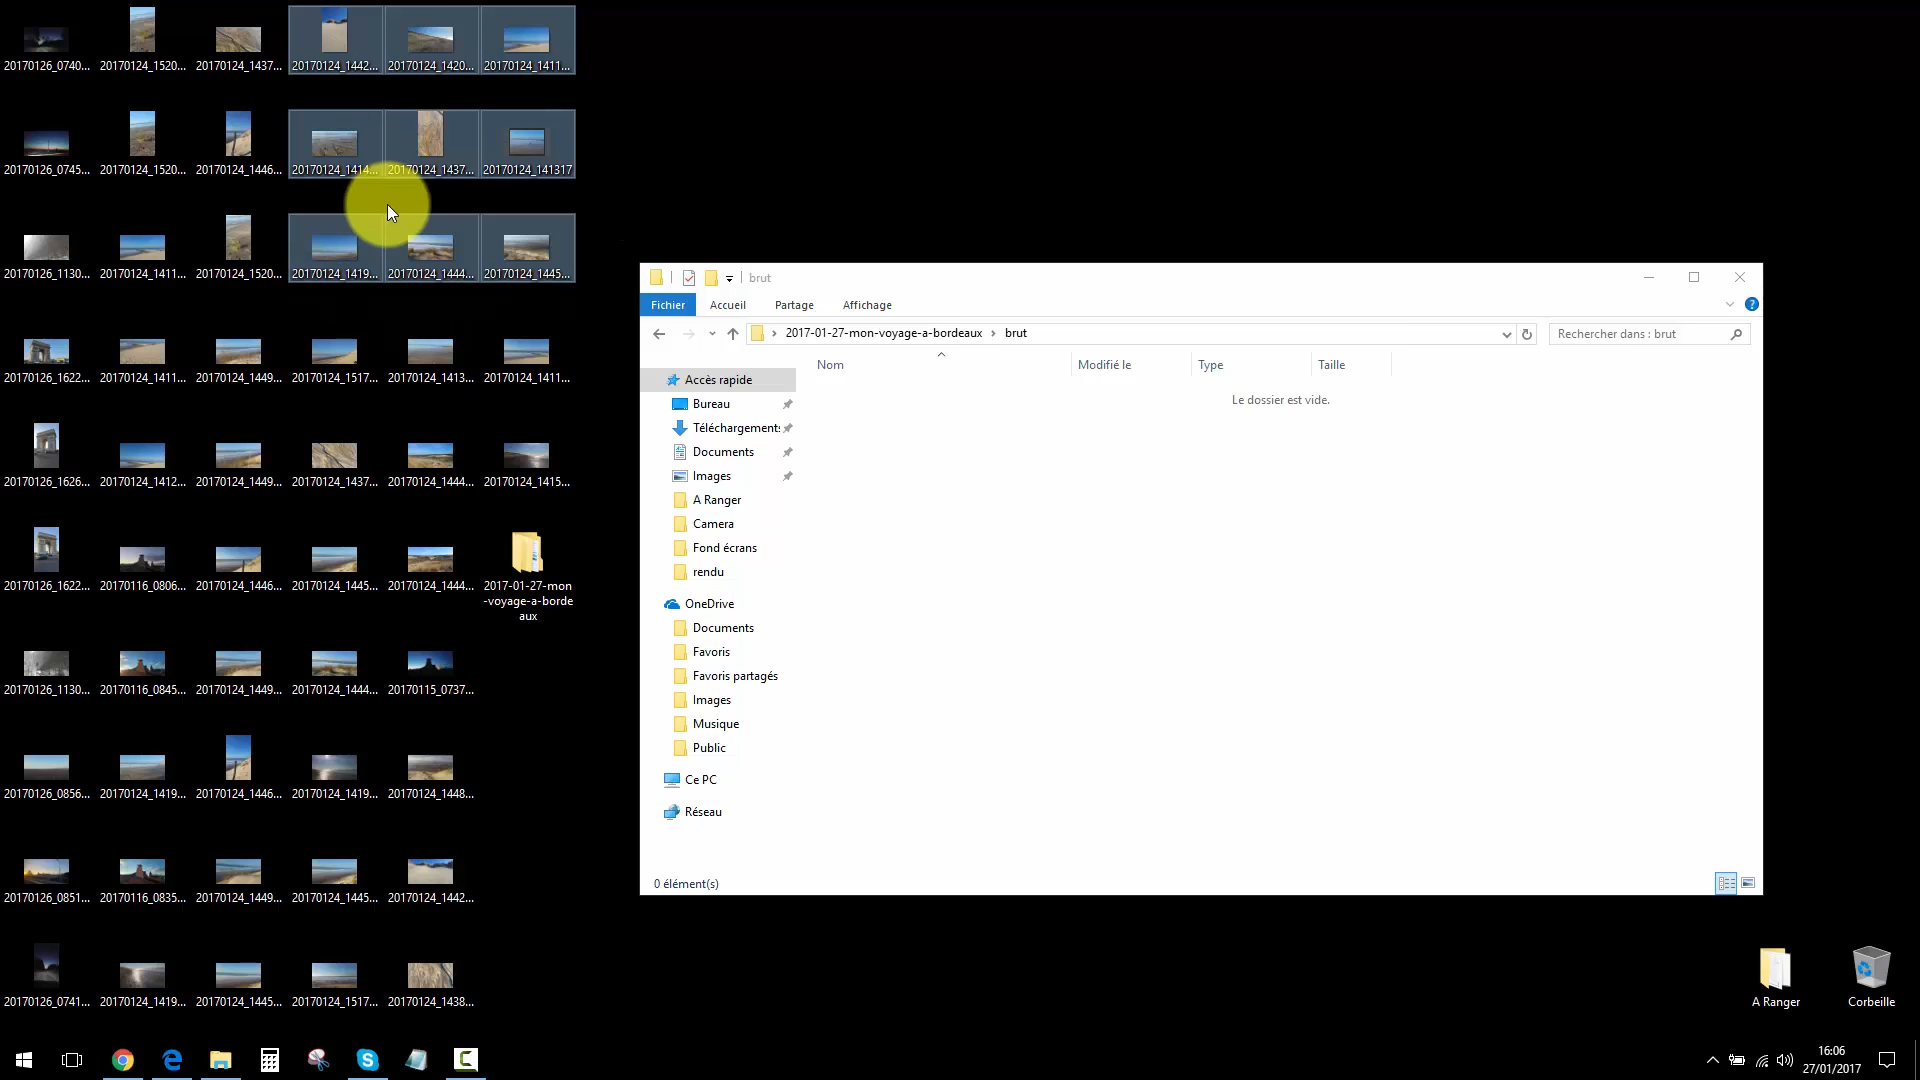 20170126_0740... 20170124_1520... 20170124_1437... 20170124_1442... 20170124_1420... 20170124_1411...
20170126_0745... 20170124_1520... 20170124_1446... 20170124_1414... 20170124_1437... 20170124_141317
20170126_1130... 20170124_1411... 20170124_1520... 20170124_1419... 20170124_1444... 20170124_1445...
20170126_1622... 20170124_1411... 20170124_1449... 20170124_1517... 20170124_1413... 20170124_1411...
20170126_1626... 20170124_1412... 20170124_1449... 20170124_1437... 20170124_1444... 20170124_1415...
20170126_1622... 20170116_0806... 20170124_1446... 20170124_1445... 20170124_1444... 2017-01-27-mon
-voyage-a-borde
aux
20170126_1130... 20170116_0845... 20170124_1449... 20170124_1444... 20170115_0737...
20170126_0856... 20170124_1419... 20170124_1446... 20170124_1419... 20170124_1448...
20170126_0851... 20170116_0835... 20170124_1449... 20170124_1445... 20170124_1442...
20170126_0741... 20170124_1419... 20170124_1445... 20170124_1517... 20170124_1438...
brut
Fichier Accueil Partage Affichage
2017-01-27-mon-voyage-a-bordeaux brut
Rechercher dans : brut
Nom Modifié le Type Taille
Le dossier est vide.
Accès rapide
Bureau
Téléchargements
Documents
Images
A Ranger
Camera
Fond écrans
rendu
OneDrive
Documents
Favoris
Favoris partagés
Images
Musique
Public
Ce PC
Réseau
0 élément(s)
A Ranger
Corbeille
16:06
27/01/2017